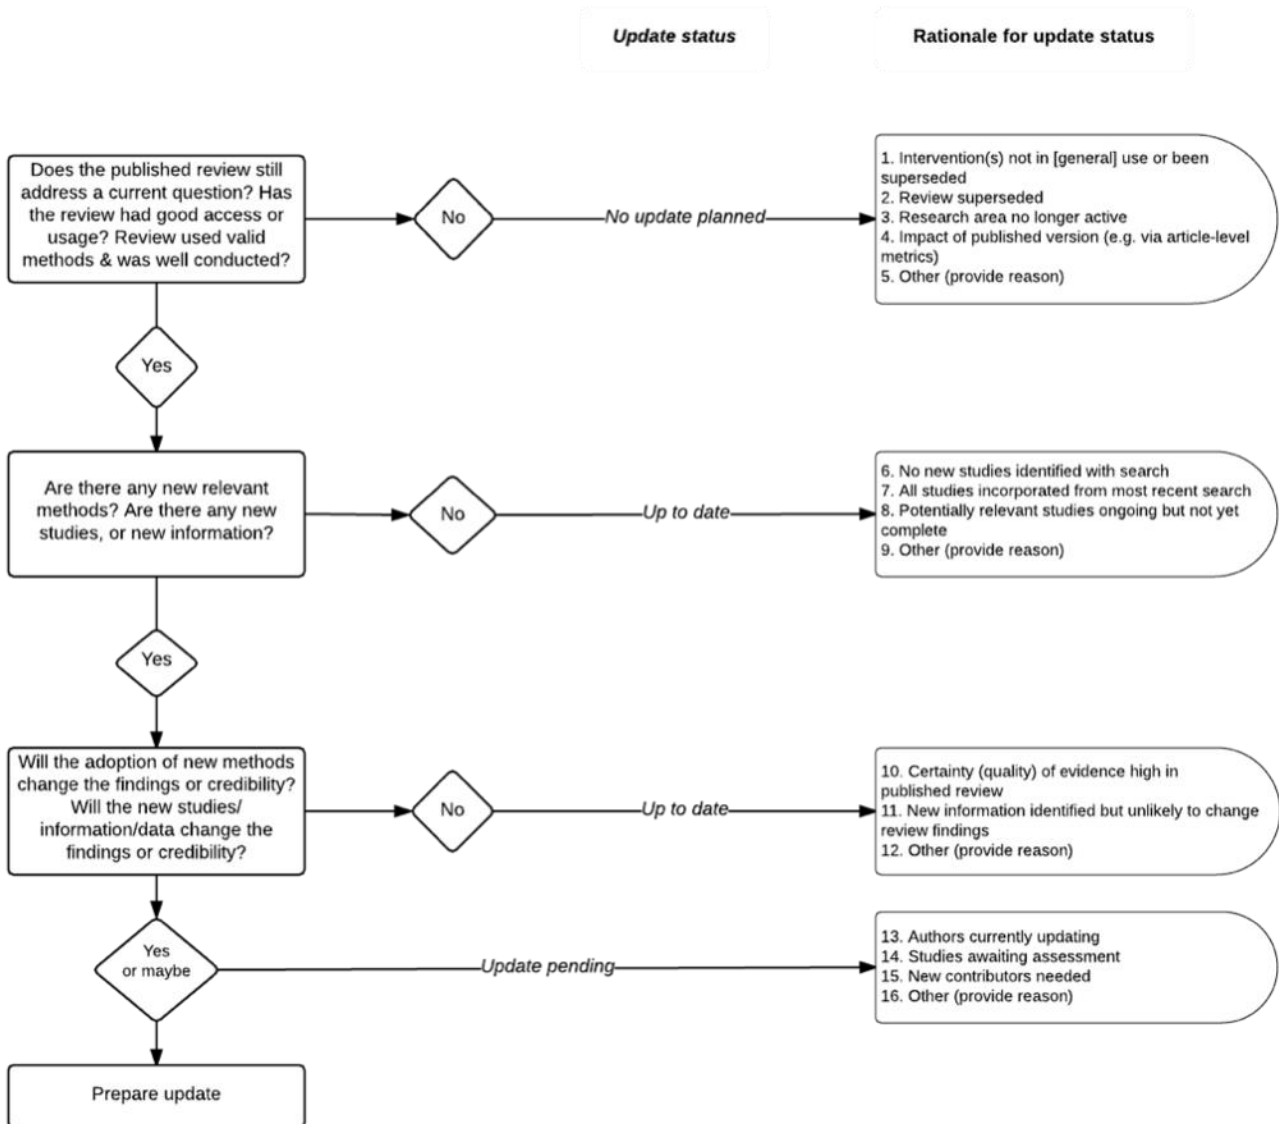 Update status
Rationale for update status
Does the published review still
address a current question? Has
the review had good access or
usage? Review used valid
methods & was well conducted?
No
No update planned
1. Intervention(s) not in [general] use or been
superseded
2. Review superseded
3. Research area no longer active
4. Impact of published version (e.g. via article-level
metrics)
5. Other (provide reason)
Yes
Are there any new relevant
methods? Are there any new
studies, or new information?
No
Up to date
6. No new studies identified with search
7. All studies incorporated from most recent search
8. Potentially relevant studies ongoing but not yet
complete
9. Other (provide reason)
Yes
Will the adoption of new methods
change the findings or credibility?
Will the new studies/
information/data change the
findings or credibility?
No
Up to date
10. Certainty (quality) of evidence high in
published review
11. New information identified but unlikely to change
review findings
12. Other (provide reason)
Yes
or maybe
Update pending
13. Authors currently updating
14. Studies awaiting assessment
15. New contributors needed
16. Other (provide reason)
Prepare update